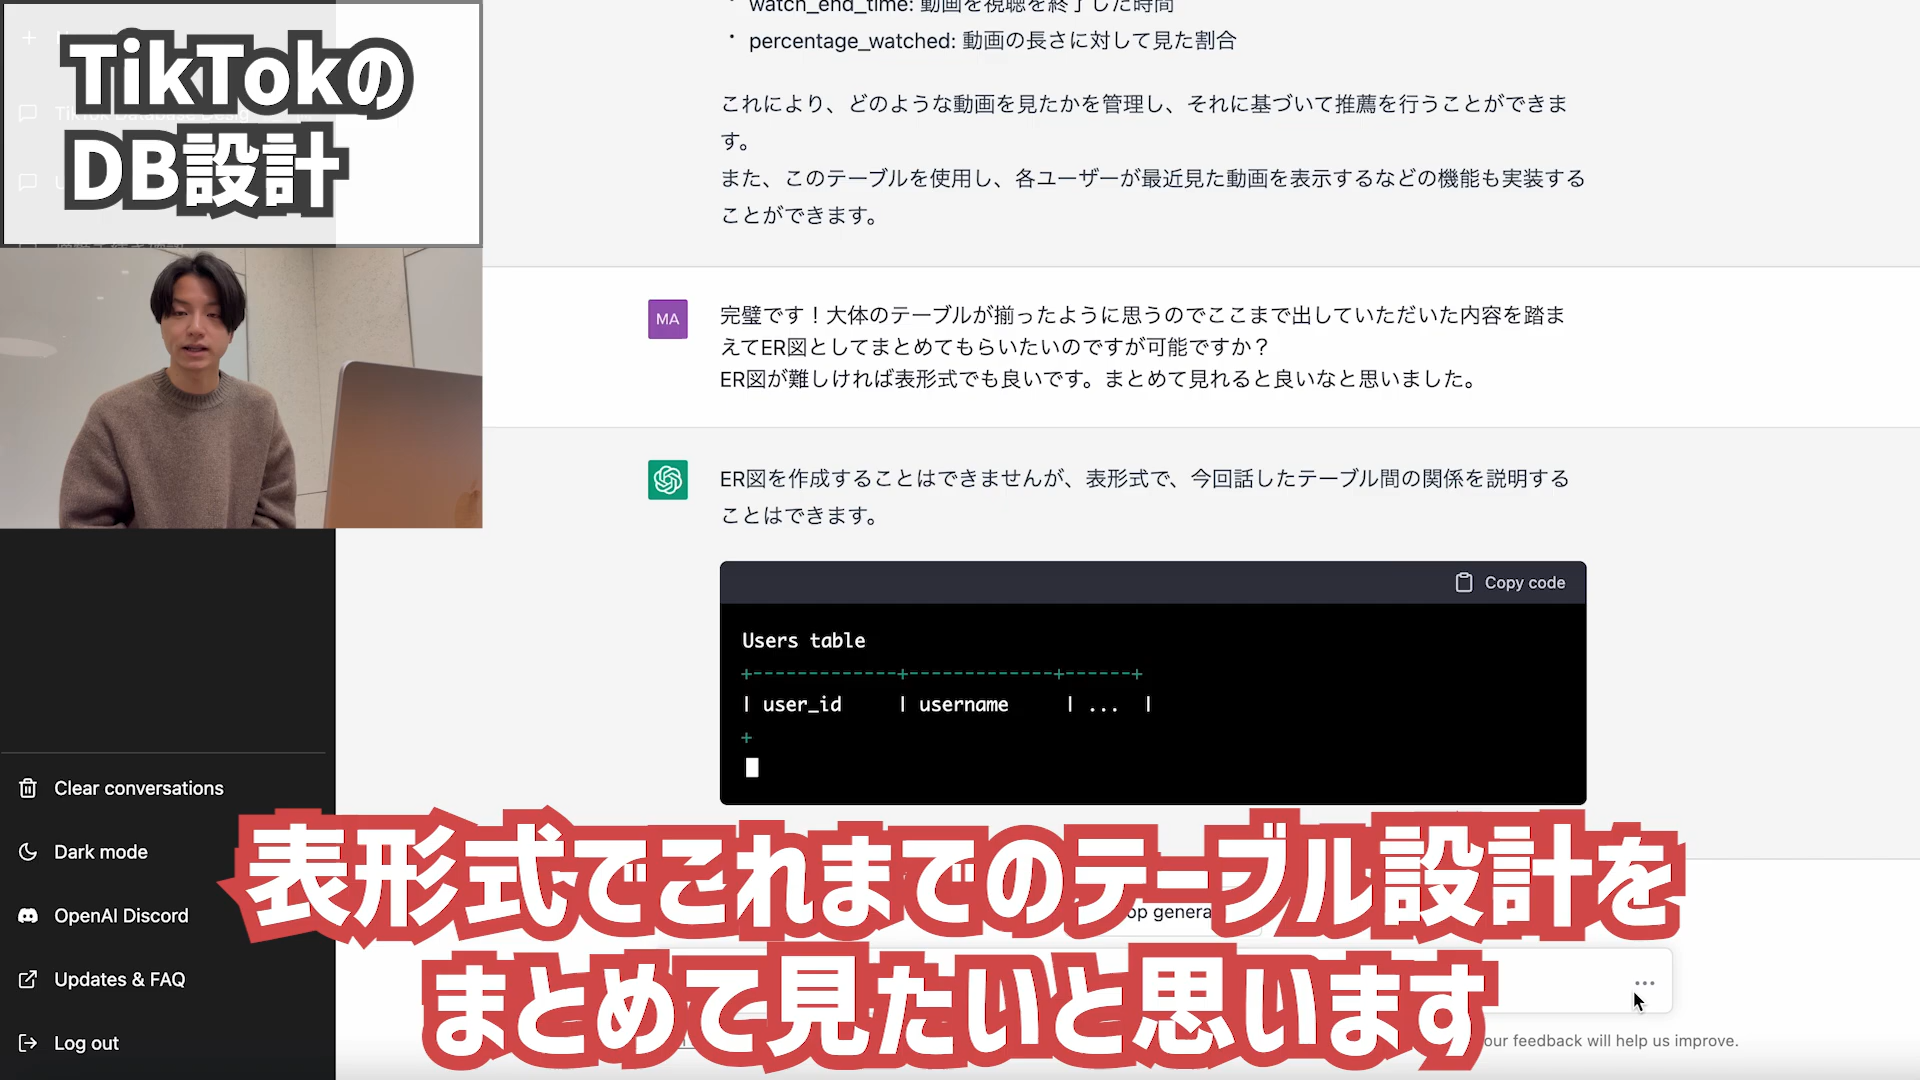 TikTokの
DB設計
watch_end_time: 動画を視聴を終了した時間
percentage_watched: 動画の長さに対して見た割合
これにより、どのような動画を見たかを管理し、それに基づいて推薦を行うことができま
す。
また、このテーブルを使用し、各ユーザーが最近見た動画を表示するなどの機能も実装する
ことができます。
MA
完璧です！大体のテーブルが揃ったように思うのでここまで出していただいた内容を踏ま
えてER図としてまとめてもらいたいのですが可能ですか？
ER図が難しければ表形式でも良いです。まとめて見れると良いなと思いました。
ER図を作成することはできませんが、表形式で、今回話したテーブル間の関係を説明する
ことはできます。
Copy code
Users table
+-------------+-------------+------+
| user_id | username | ... |
+
Clear conversations
Dark mode
OpenAI Discord
Updates & FAQ
Log out
表形式でこれまでのテーブル設計を
まとめて見たいと思います
feedback will help us improve.